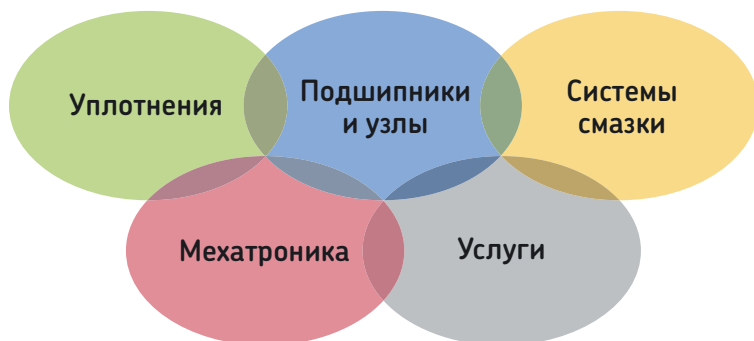 Уплотнения
Подшипники
и узлы
Системы
смазки
Мехатроника
Услуги